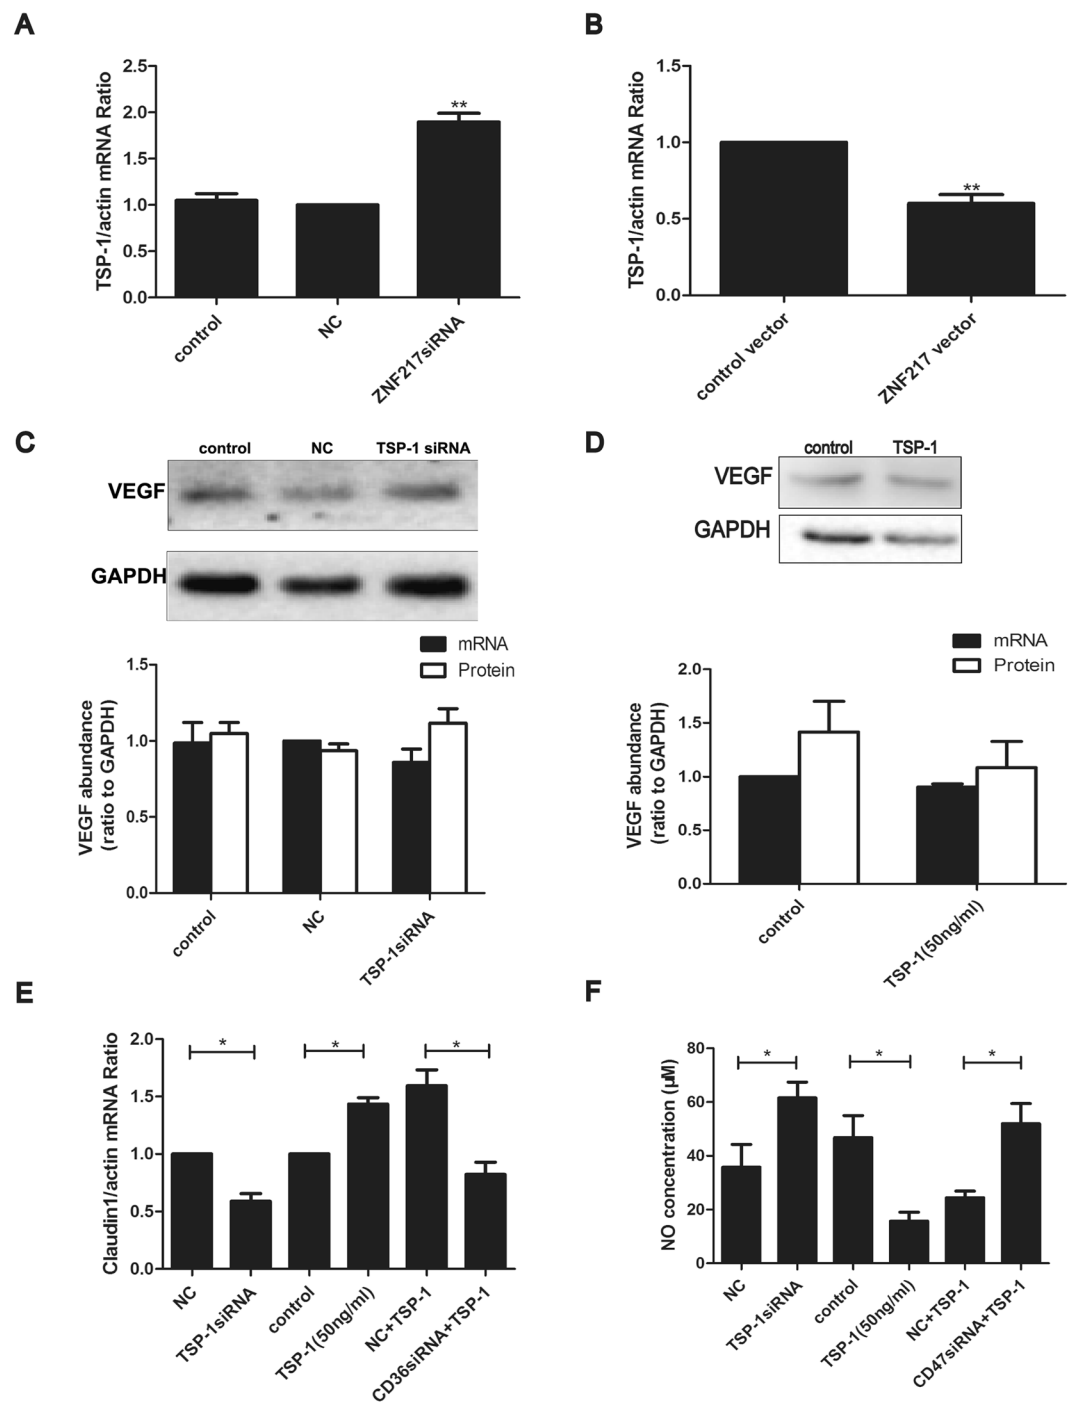 A
TSP-1/actin mRNA Ratio
2.5
2.0
1.5
1.0
0.5
0.0
**
control
NC
ZNF217siRNA
B
TSP-1/actin mRNA Ratio
1.5
1.0
0.5
0.0
**
control vector
ZNF217 vector
C
control NC TSP-1 siRNA
VEGF
GAPDH
mRNA
Protein
VEGF abundance
(ratio to GAPDH)
1.5
1.0
0.5
0.0
control
NC
TSP-1siRNA
D
control TSP-1
VEGF
GAPDH
mRNA
Protein
VEGF abundance
(ratio to GAPDH)
2.0
1.5
1.0
0.5
0.0
control
TSP-1(50ng/ml)
E
Claudin1/actin mRNA Ratio
2.0
1.5
1.0
0.5
0.0
* * *
NC
TSP-1siRNA
control
TSP-1(50ng/ml)
NC+TSP-1
CD36siRNA+TSP-1
F
NO concentration (µM)
80
60
40
20
0
* * *
NC
TSP-1siRNA
control
TSP-1(50ng/ml)
NC+TSP-1
CD47siRNA+TSP-1